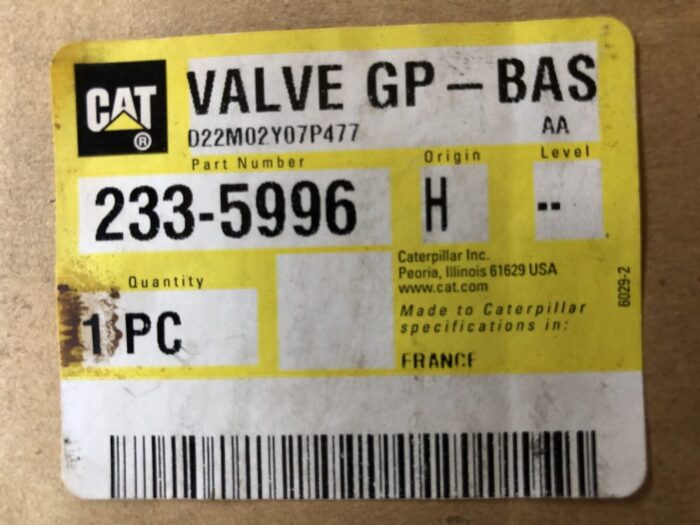 CAT
®
VALVE GP – BAS
D22M02Y07P477
AA
Part Number
Origin
Level
233-5996
H
--
Caterpillar Inc.
Peoria, Illinois 61629 USA
www.cat.com
Quantity
1 PC
Made to Caterpillar
specifications in:
FRANCE
6029-2